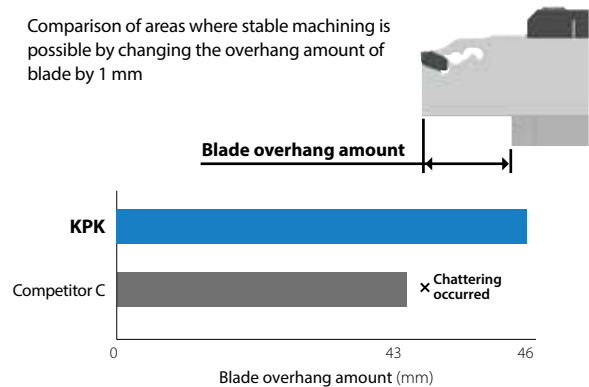 Comparison of areas where stable machining is
possible by changing the overhang amount of
blade by 1 mm
Blade overhang amount
KPK
Competitor C
× Chattering
occurred
0 43 46
Blade overhang amount (mm)